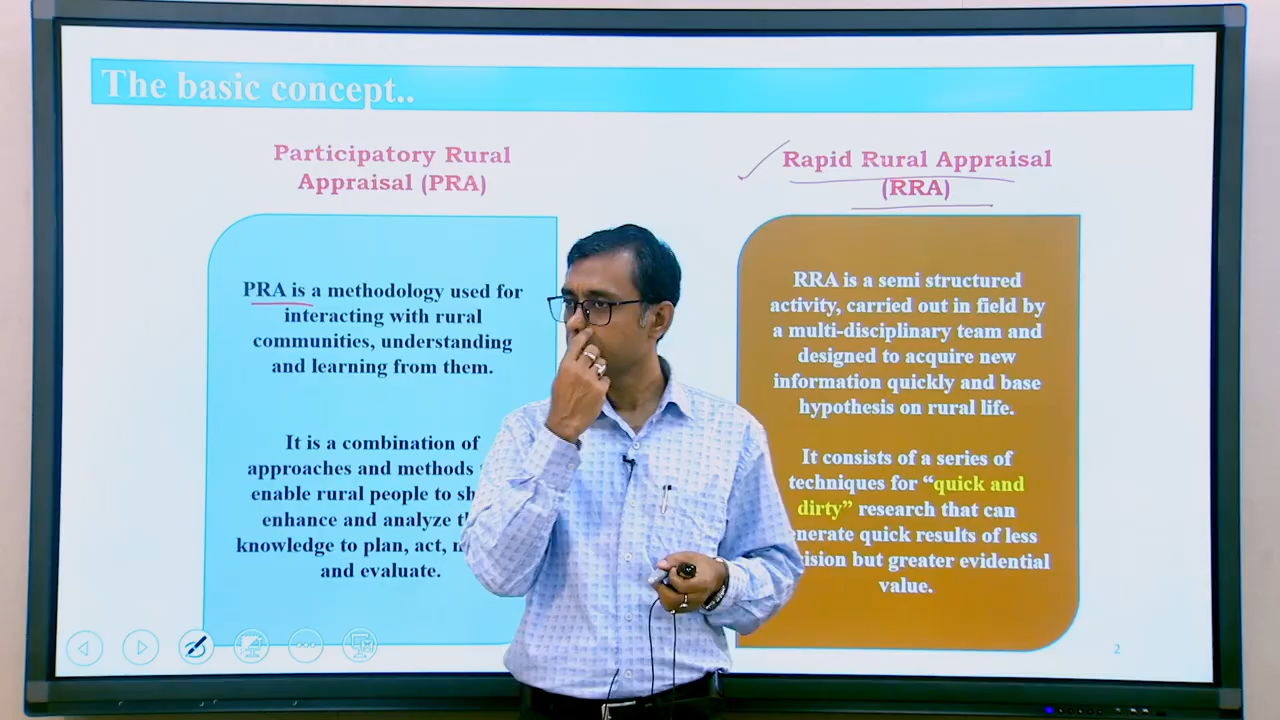 The basic concept..
Participatory Rural
Appraisal (PRA)
PRA is a methodology used for
interacting with rural
communities, understanding
and learning from them.
It is a combination of
approaches and methods
enable rural people to
enhance and analyze
knowledge to plan, act,
and evaluate.
Rapid Rural Appraisal
(RRA)
RRA is a semi structured
activity, carried out in field by
a multi-disciplinary team and
designed to acquire new
information quickly and base
hypothesis on rural life.
It consists of a series of
techniques for “quick and
dirty” research that can
quick results of less
but greater evidential
value.
2